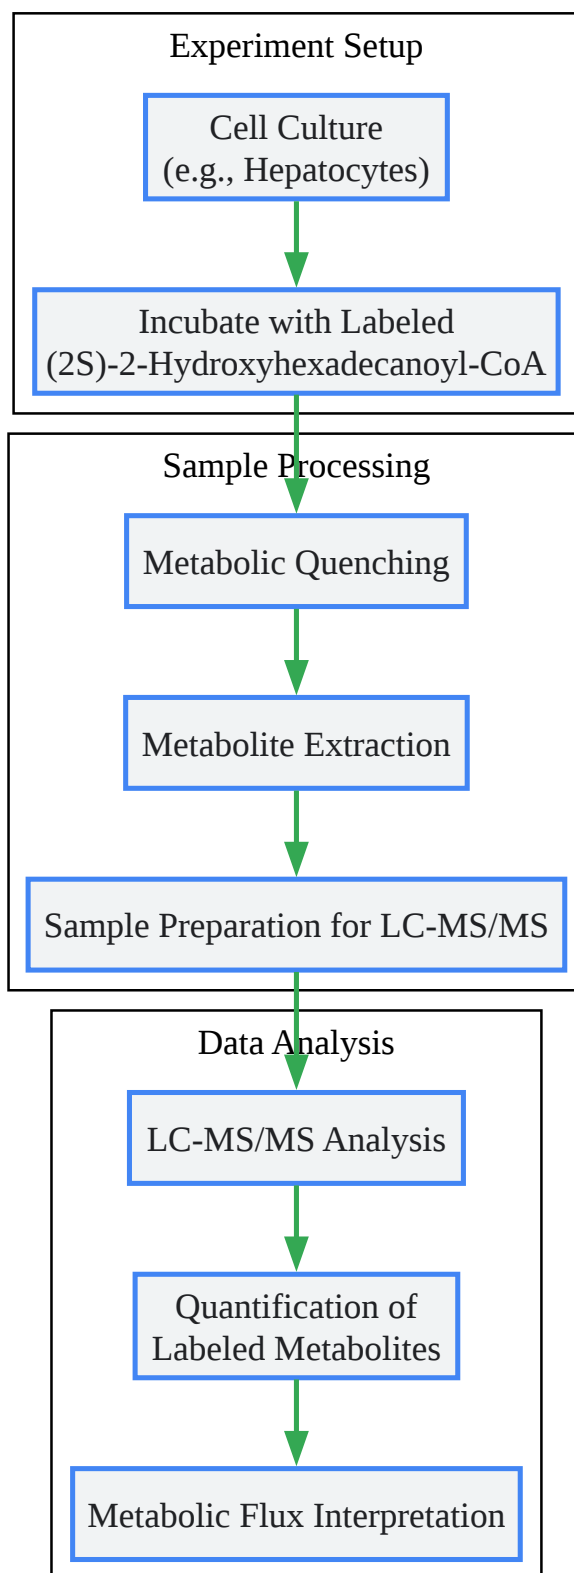 Experiment Setup
Cell Culture
(e.g., Hepatocytes)
Incubate with Labeled
(2S)-2-Hydroxyhexadecanoyl-CoA
Sample Processing
Metabolic Quenching
Metabolite Extraction
Sample Preparation for LC-MS/MS
Data Analysis
LC-MS/MS Analysis
Quantification of
Labeled Metabolites
Metabolic Flux Interpretation